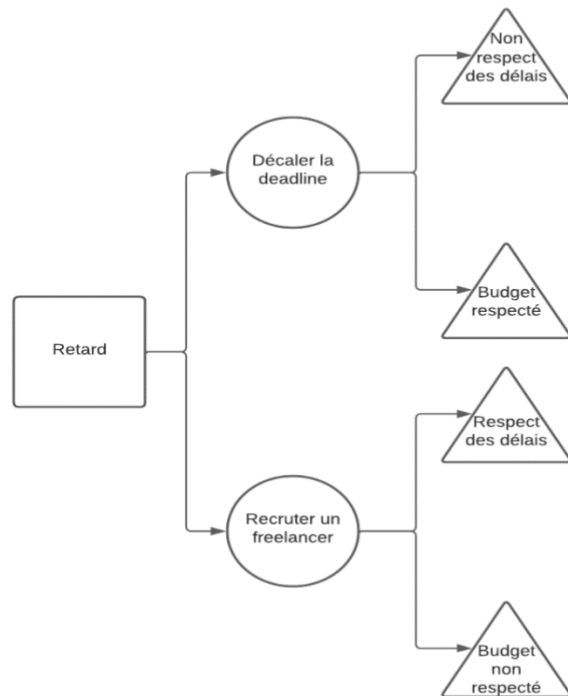 Non
respect
des délais
Décaler la
deadline
Budget
respecté
Retard
Respect
des délais
Recruter un
freelancer
Budget
non
respecté